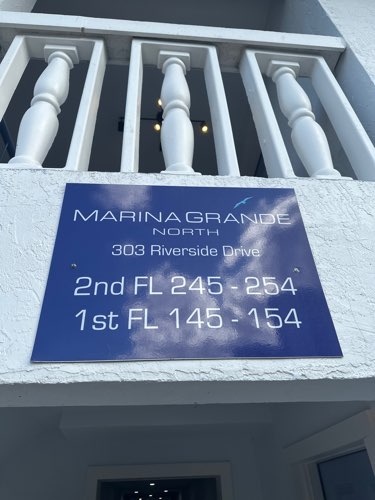 MARINA GRANDE
NORTH
303 Riverside Drive
2nd FL 245 - 254
1st FL 145 - 154